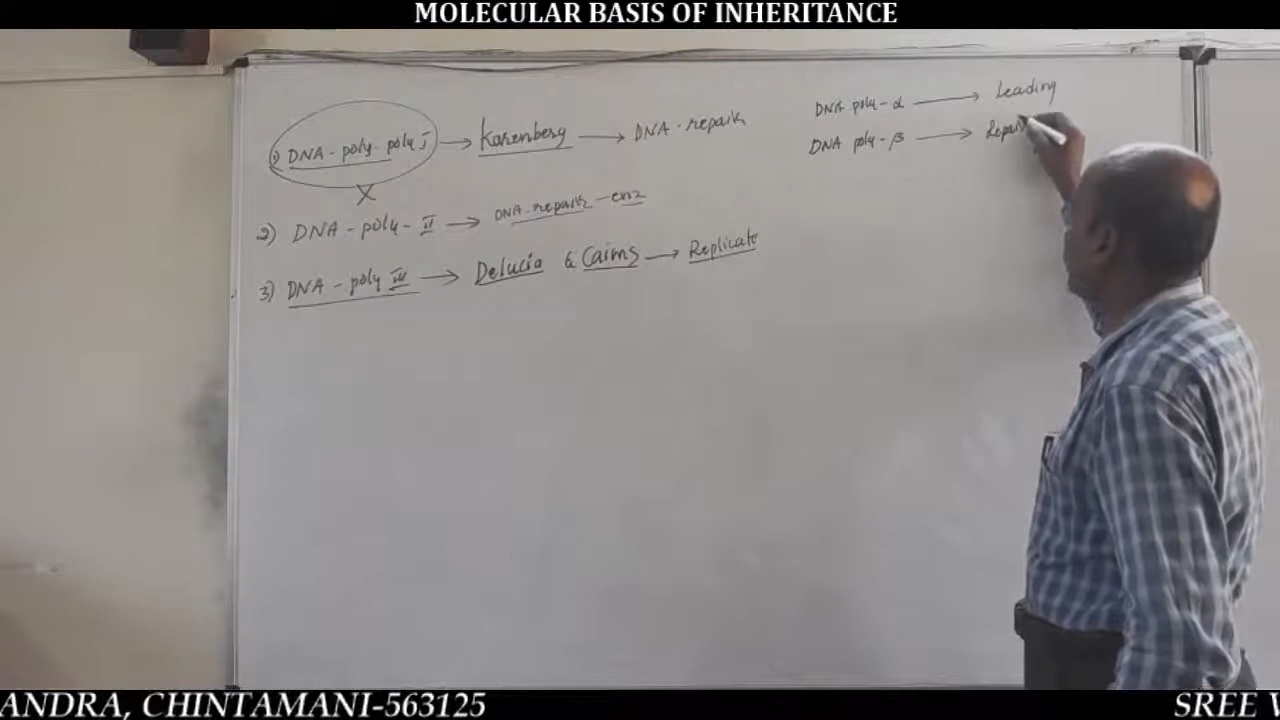 MOLECULAR BASIS OF INHERITANCE
1) DNA - poly - poly I → Karenberg → DNA - repair
X
2) DNA - poly - II → DNA - repair - enz
3) DNA - poly III → Delucia & Cairns → Replicate
DNA poly - α → Leading
DNA poly - β → Repair
ANDRA, CHINTAMANI-563125
SREE